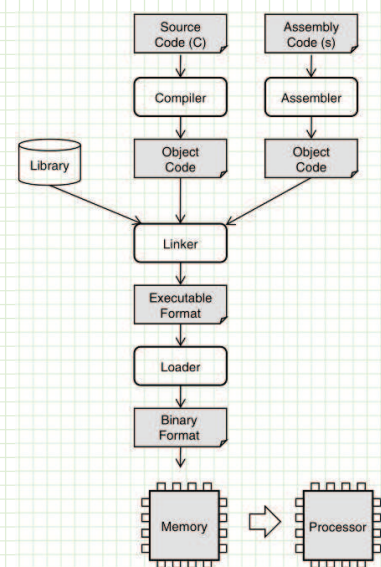 Source
Code (C)
Assembly
Code (s)
Compiler
Assembler
Library
Object
Code
Object
Code
Linker
Executable
Format
Loader
Binary
Format
Memory
Processor